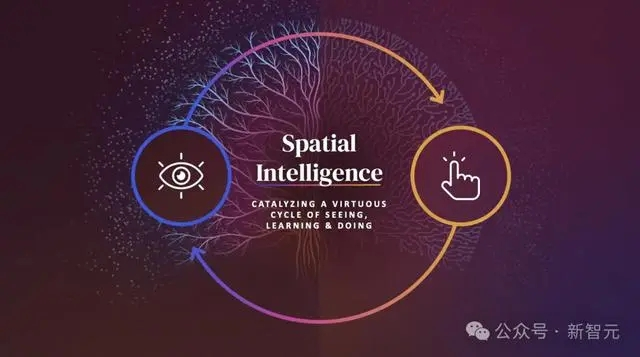 Spatial
Intelligence
CATALYZING A VIRTUOUS
CYCLE OF SEEING,
LEARNING & DOING
公众号 · 新智元